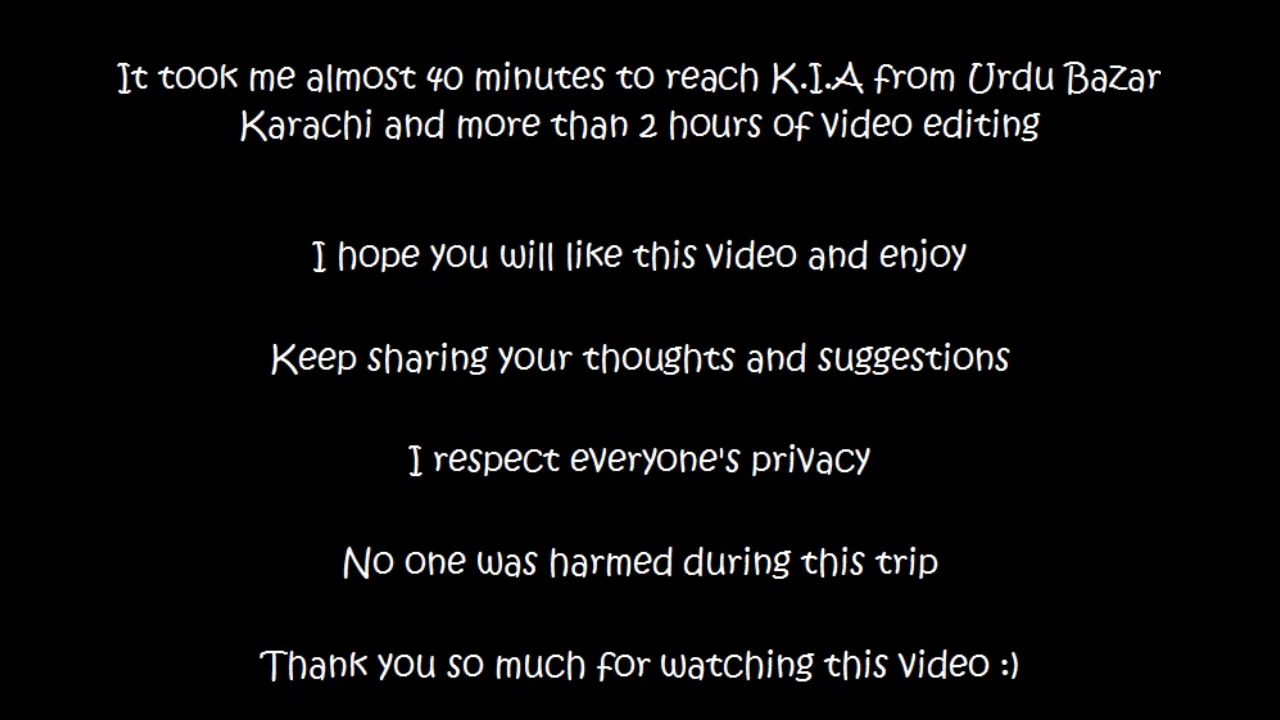 It took me almost 40 minutes to reach K.I.A from Urdu Bazar
Karachi and more than 2 hours of video editing
I hope you will like this video and enjoy
Keep sharing your thoughts and suggestions
I respect everyone's privacy
No one was harmed during this trip
Thank you so much for watching this video :)